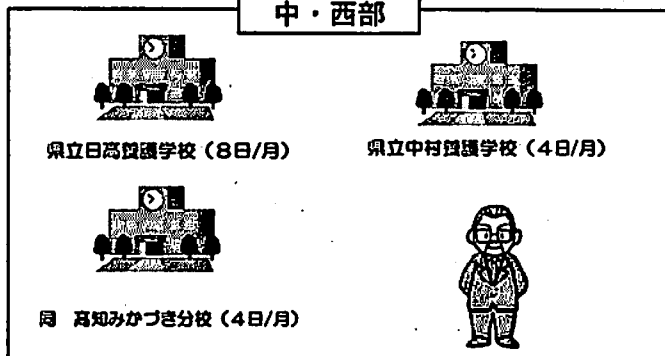 中・西部
県立日高養護学校（8日/月）
県立中村養護学校（4日/月）
同　高知みかづき分校（4日/月）